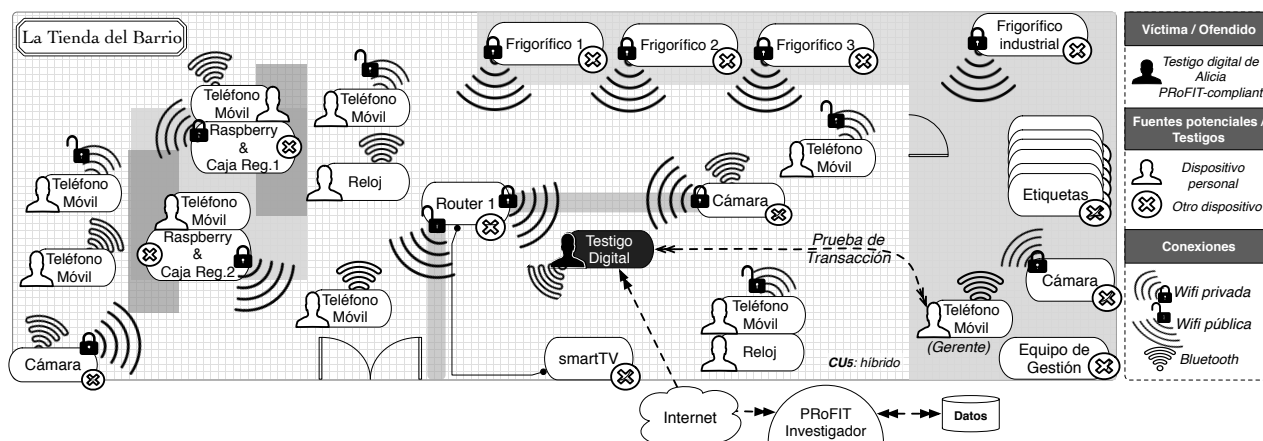 La Tienda del Barrio
Frigorífico 1
Frigorífico 2
Frigorífico 3
Frigorífico
industrial
Teléfono
Móvil
Raspberry
&
Caja Reg.1
Teléfono
Móvil
Teléfono
Móvil
Reloj
Teléfono
Móvil
Teléfono
Móvil
Raspberry
&
Caja Reg.2
Teléfono
Móvil
Teléfono
Móvil
Cámara
Router 1
Cámara
Etiquetas
Testigo
Digital
Prueba de
Transacción
Cámara
Teléfono
Móvil
(Gerente)
Teléfono
Móvil
Reloj
smartTV
CU5: híbrido
Equipo de
Gestión
Internet
PRoFIT
Investigador
Datos
Víctima / Ofendido
Testigo digital de
Alicia
PRoFIT-compliant
Fuentes potenciales /
Testigos
Dispositivo
personal
Otro dispositivo
Conexiones
Wifi privada
Wifi pública
Bluetooth